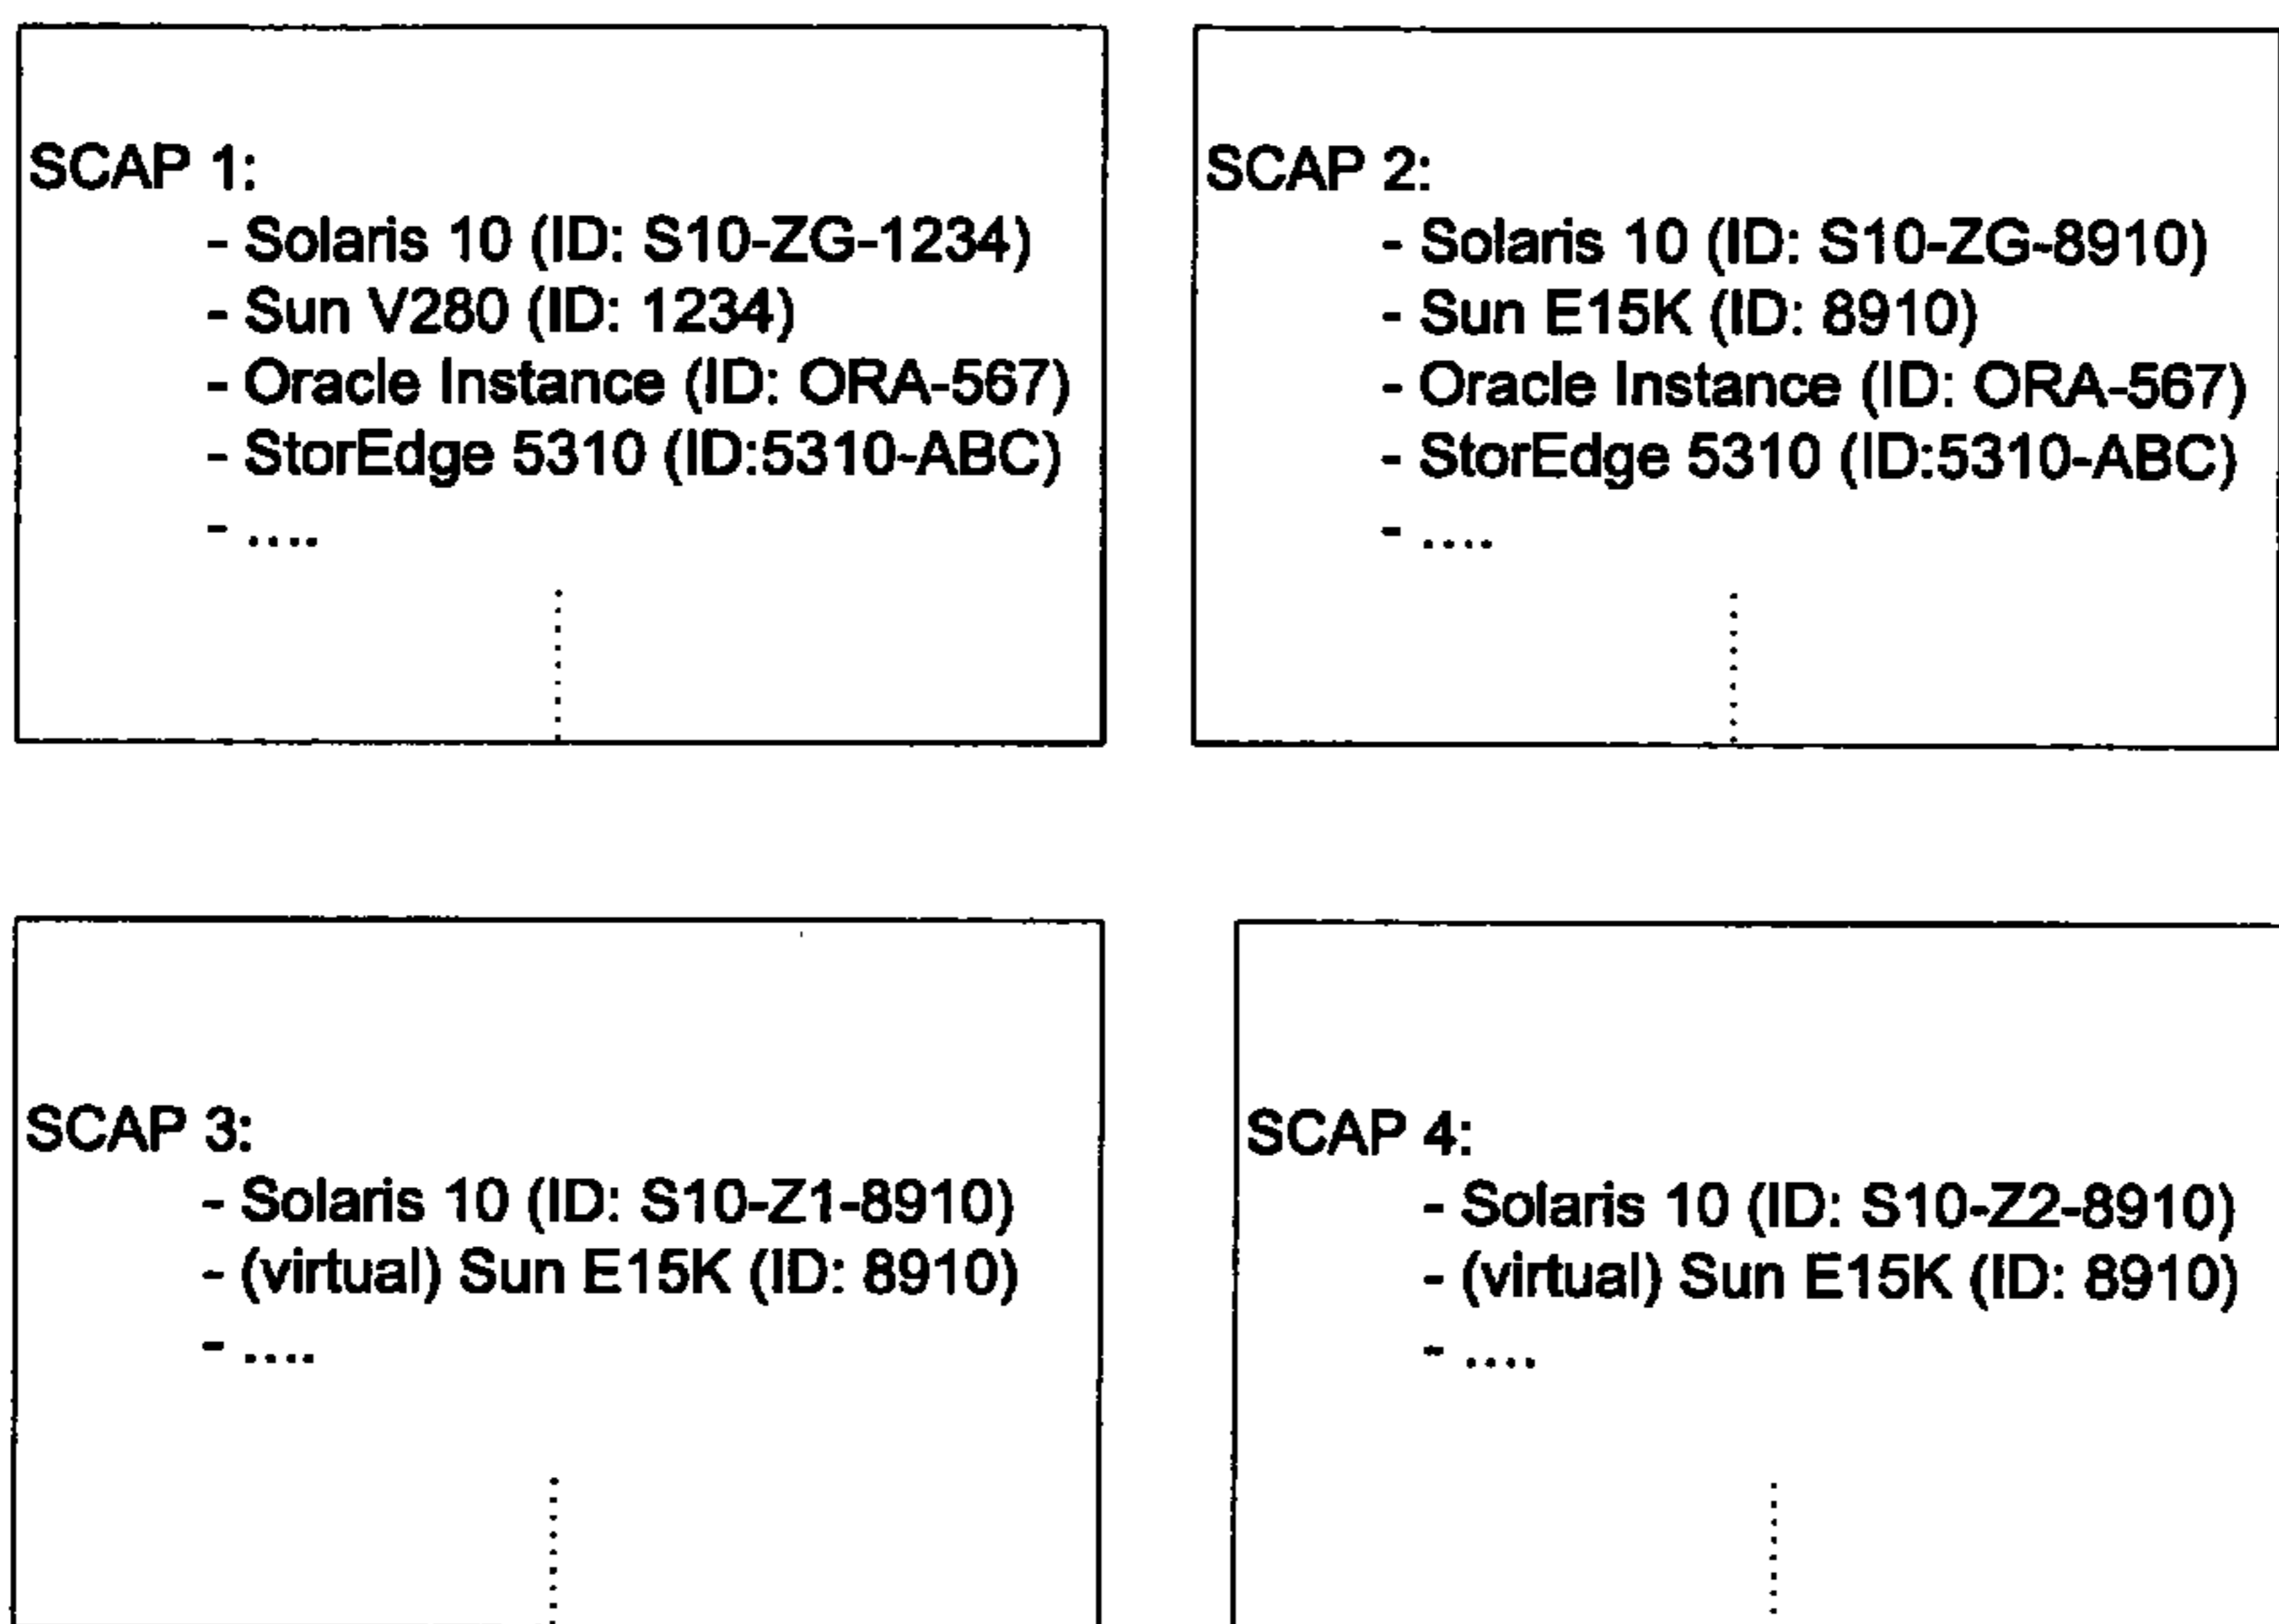 SCAP 1:
- Solaris 10 (ID: S10-ZG-1234)
- Sun V280 (ID: 1234)
- Oracle Instance (ID: ORA-567)
- StorEdge 5310 (ID:5310-ABC)
- ....
SCAP 2:
- Solaris 10 (ID: S10-ZG-8910)
- Sun E15K (ID: 8910)
- Oracle Instance (ID: ORA-567)
- StorEdge 5310 (ID:5310-ABC)
- ....
SCAP 3:
- Solaris 10 (ID: S10-Z1-8910)
- (virtual) Sun E15K (ID: 8910)
- ....
SCAP 4:
- Solaris 10 (ID: S10-Z2-8910)
- (virtual) Sun E15K (ID: 8910)
- ....